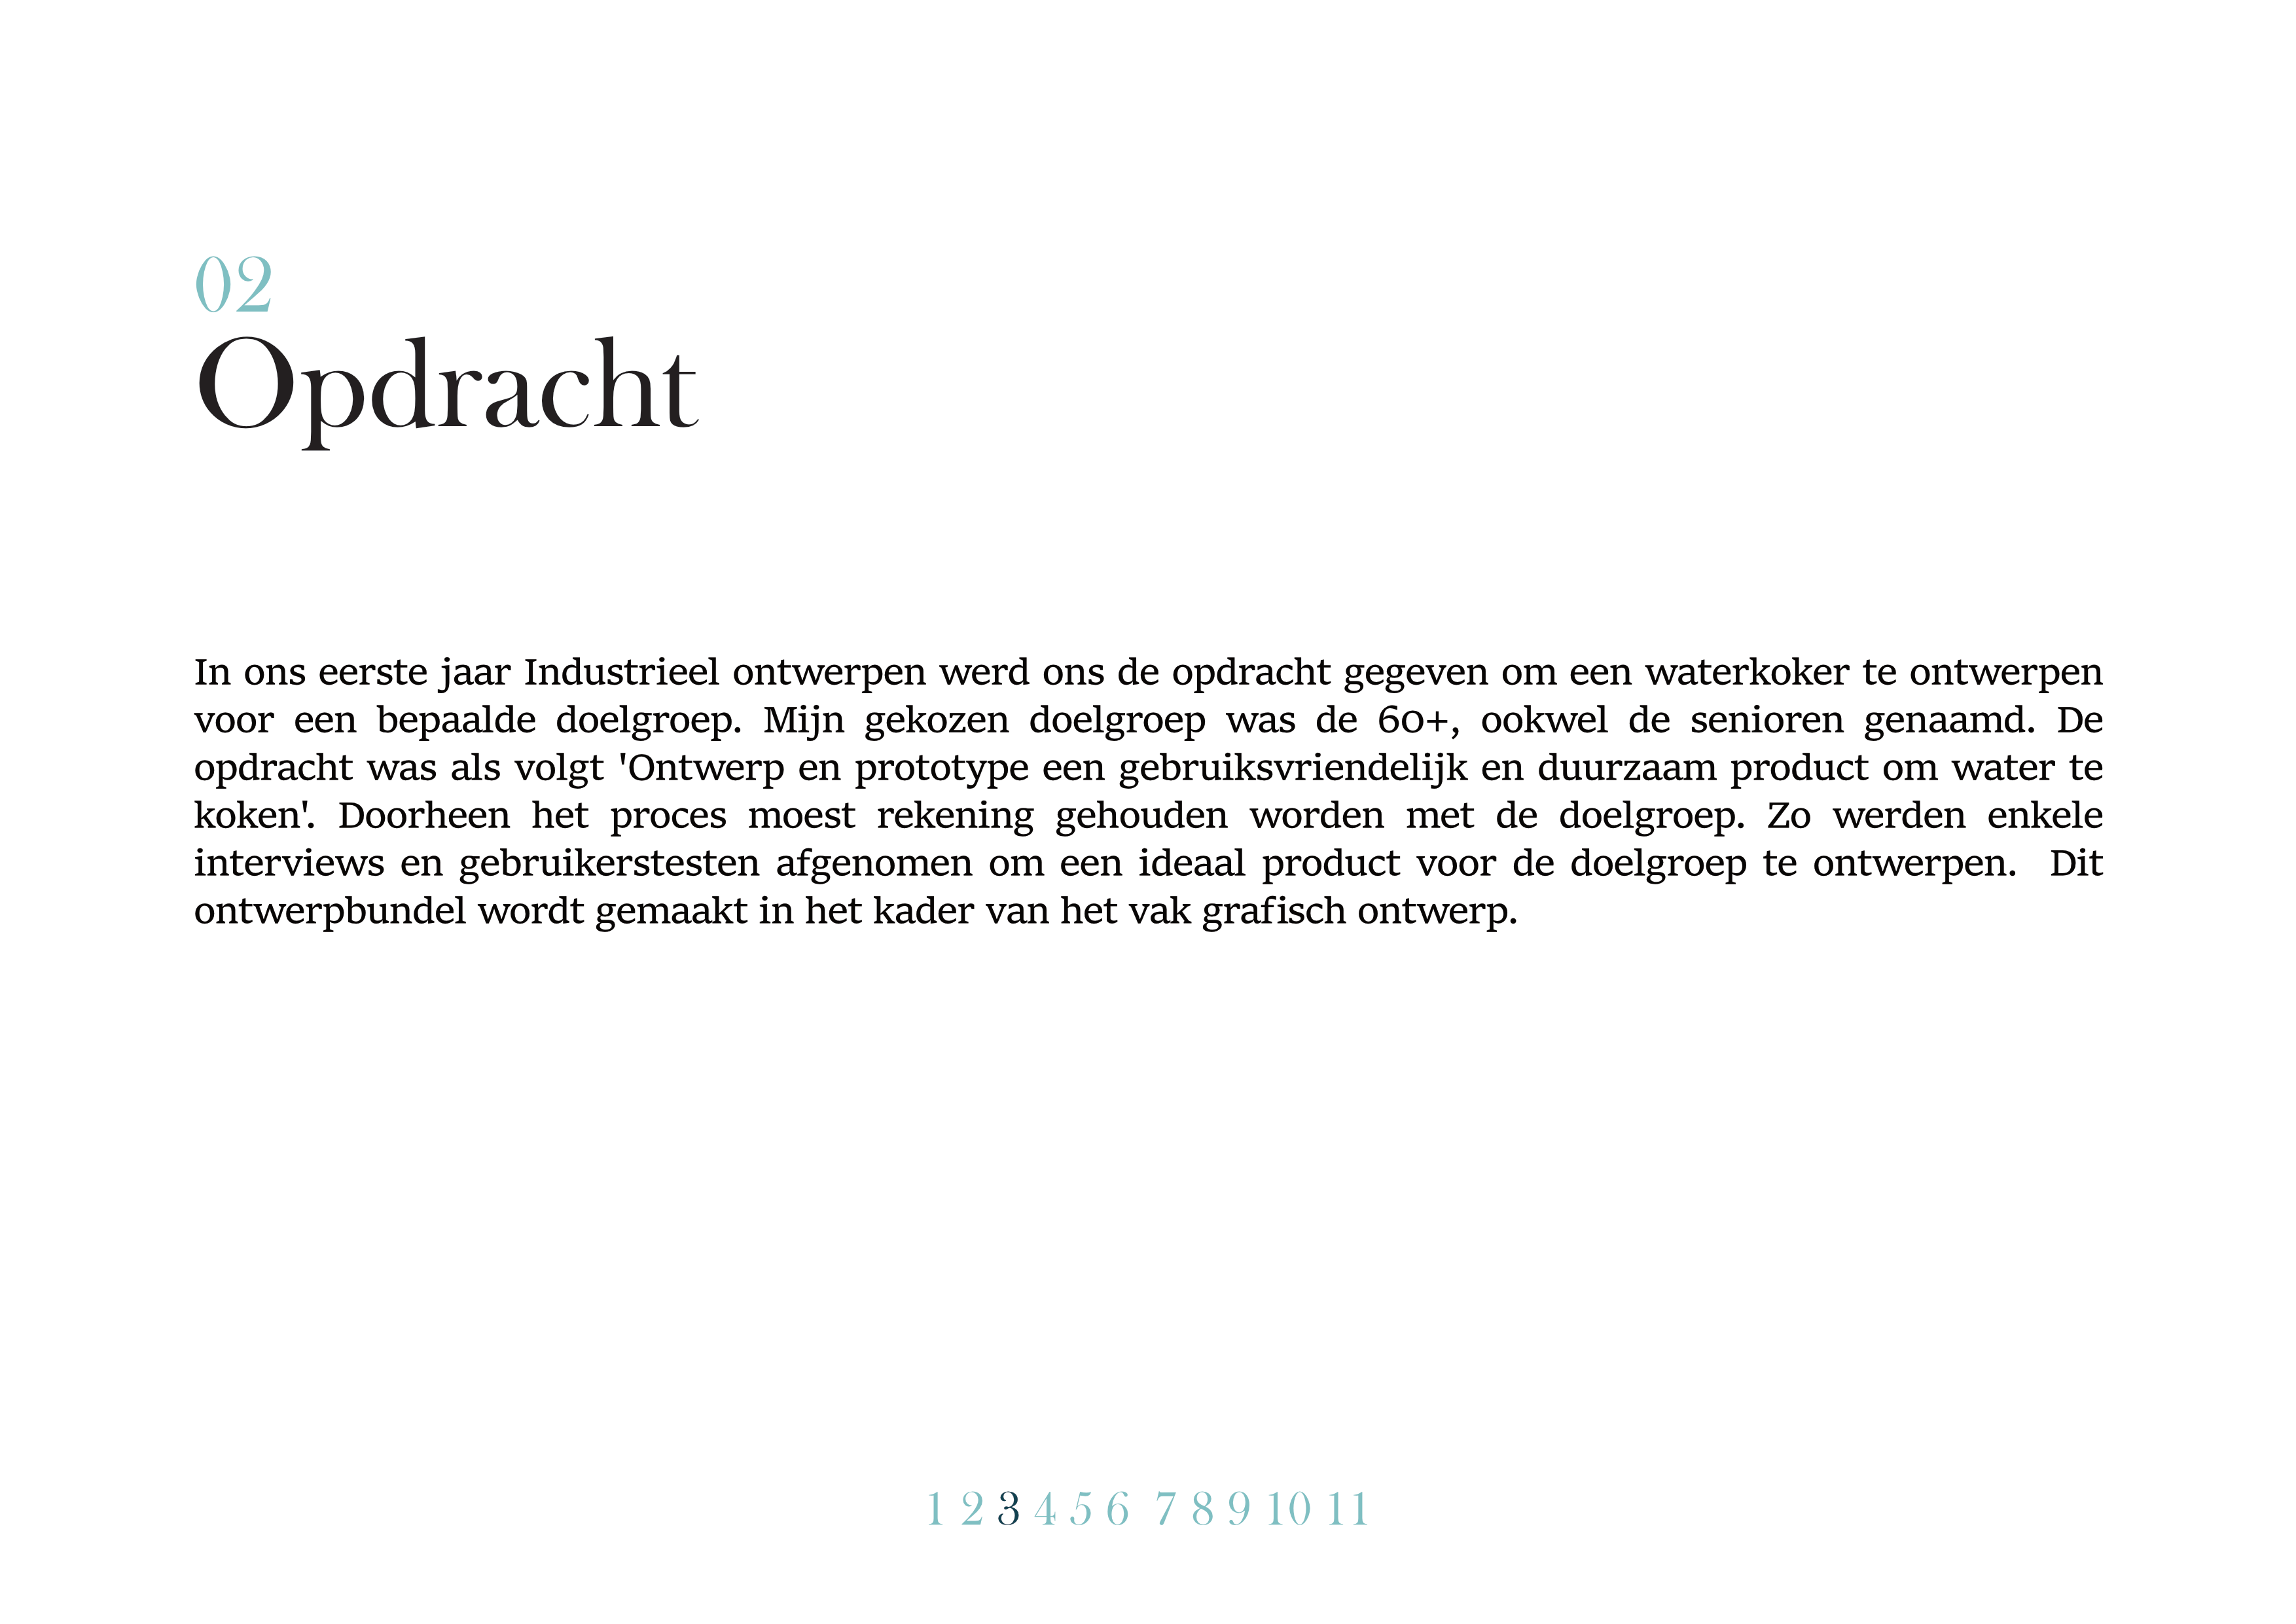 02
Opdracht
In ons eerste jaar Industrieel ontwerpen werd ons de opdracht gegeven om een waterkoker te ontwerpen
voor een bepaalde doelgroep. Mijn gekozen doelgroep was de 60+, ookwel de senioren genaamd. De
opdracht was als volgt 'Ontwerp en prototype een gebruiksvriendelijk en duurzaam product om water te
koken'. Doorheen het proces moest rekening gehouden worden met de doelgroep. Zo werden enkele
interviews en gebruikerstesten afgenomen om een ideaal product voor de doelgroep te ontwerpen.  Dit
ontwerpbundel wordt gemaakt in het kader van het vak grafisch ontwerp.
1 2 3 4 5 6 7 8 9 10 11